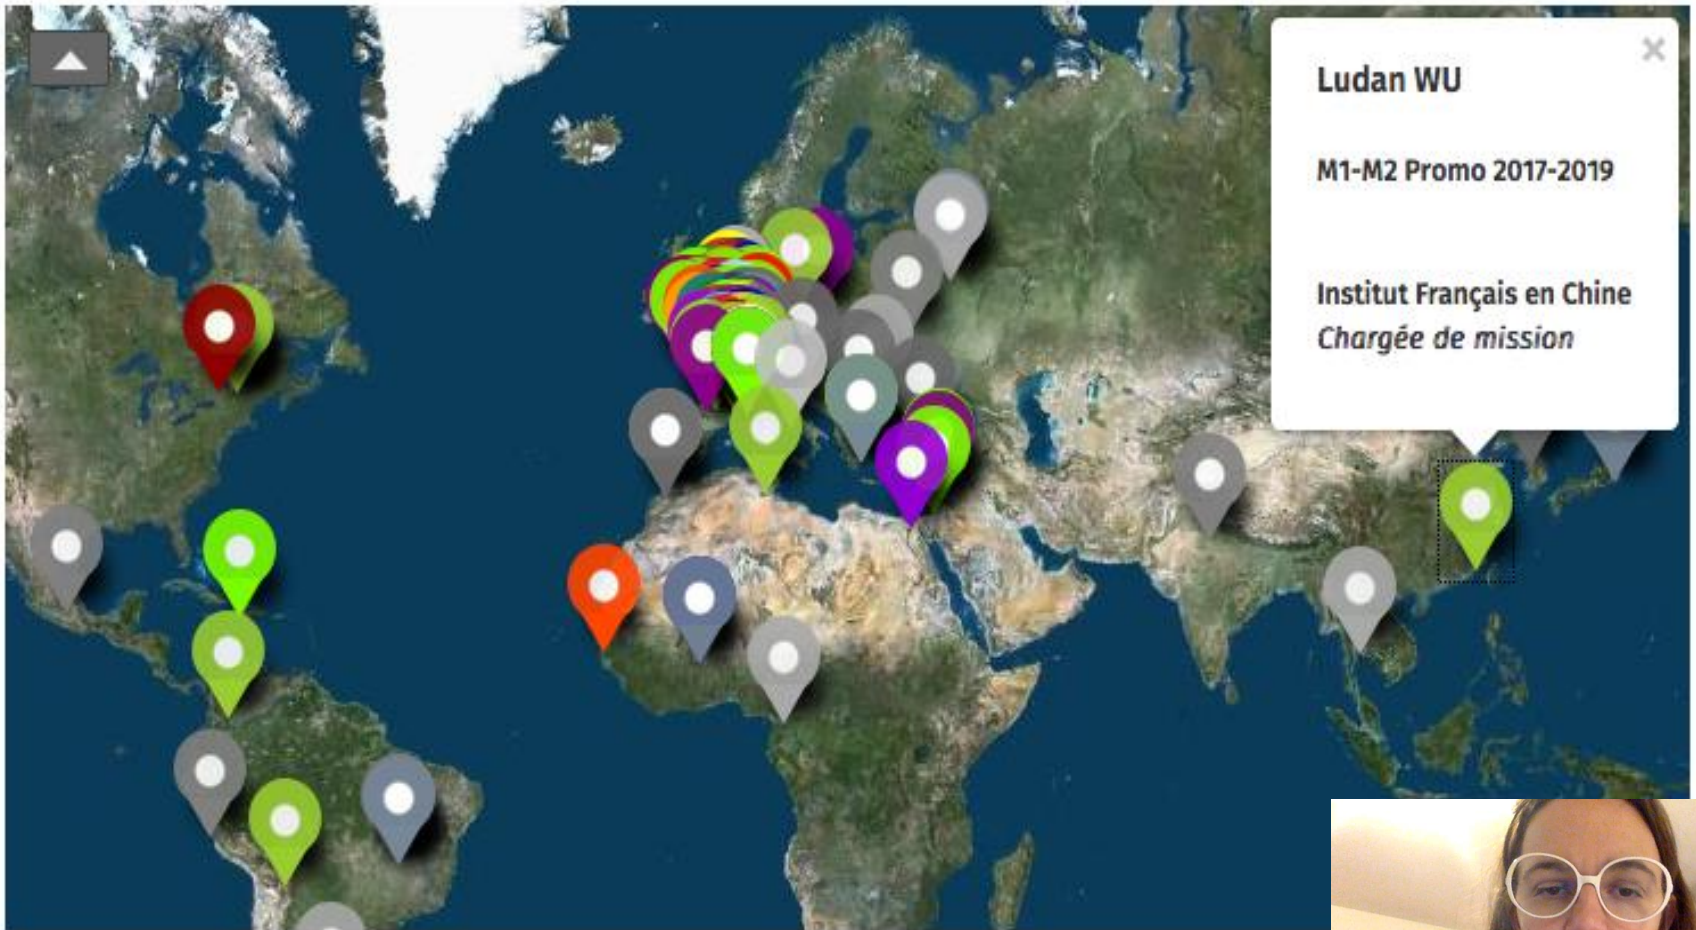 Ludan WU
M1-M2 Promo 2017-2019
Institut Français en Chine
Chargée de mission